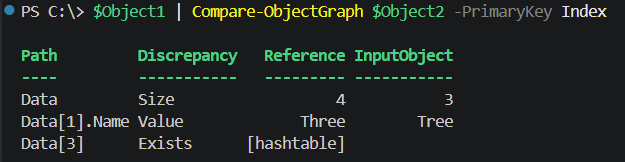 PS C:\> $Object1 | Compare-ObjectGraph $Object2 -PrimaryKey Index
Path Discrepancy Reference InputObject
---- ----------- --------- -----------
Data Size 4 3
Data[1].Name Value Three Tree
Data[3] Exists [hashtable]